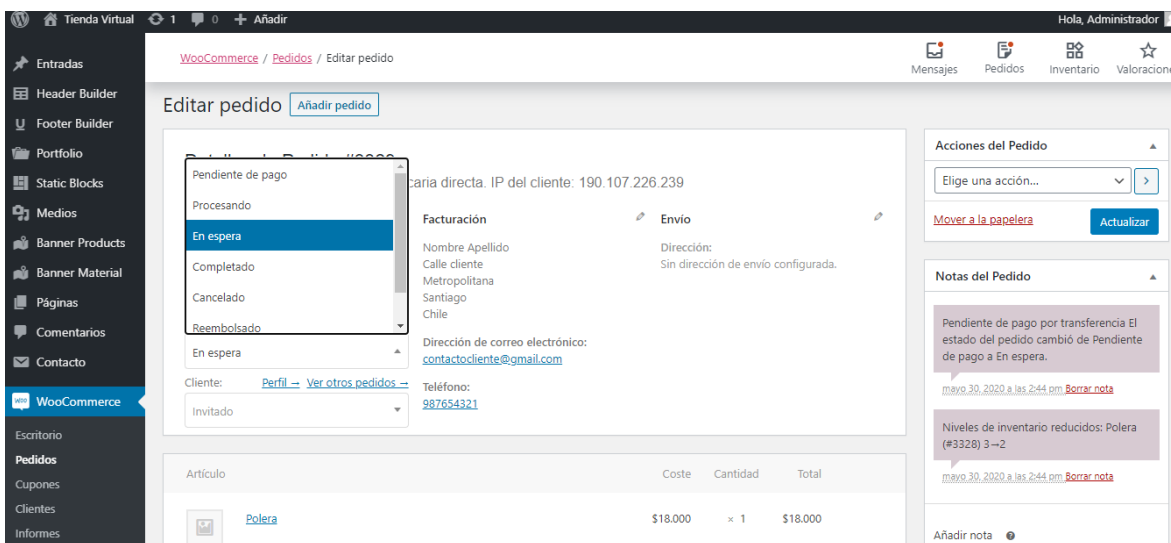 Tienda Virtual 1 0 + Añadir Hola, Administrador
Entradas
Header Builder
Footer Builder
Portfolio
Static Blocks
Medios
Banner Products
Banner Material
Páginas
Comentarios
Contacto
WooCommerce
Escritorio
Pedidos
Cupones
Clientes
Informes
WooCommerce / Pedidos / Editar pedido
Mensajes Pedidos Inventario
Editar pedido Añadir pedido
Pendiente de pago
Procesando
En espera
Completado
Cancelado
Reembolsado
directa. IP del cliente: 190.107.226.239
En espera
Cliente: Perfil → Ver otros pedidos →
Invitado
Facturación
Nombre Apellido
Calle cliente
Metropolitana
Santiago
Chile
Dirección de correo electrónico:
contactocliente@gmail.com
Teléfono:
987654321
Envío
Dirección:
Sin dirección de envío configurada.
Artículo Coste Cantidad Total
Polera $18.000 × 1 $18.000
Acciones del Pedido
Elige una acción...
Mover a la papelera Actualizar
Notas del Pedido
Pendiente de pago por transferencia El
estado del pedido cambió de Pendiente
de pago a En espera.
mayo 30, 2020 a las 2:44 pm Borrar nota
Niveles de inventario reducidos: Polera
(#3328) 3→2
mayo 30, 2020 a las 2:44 pm Borrar nota
Añadir nota